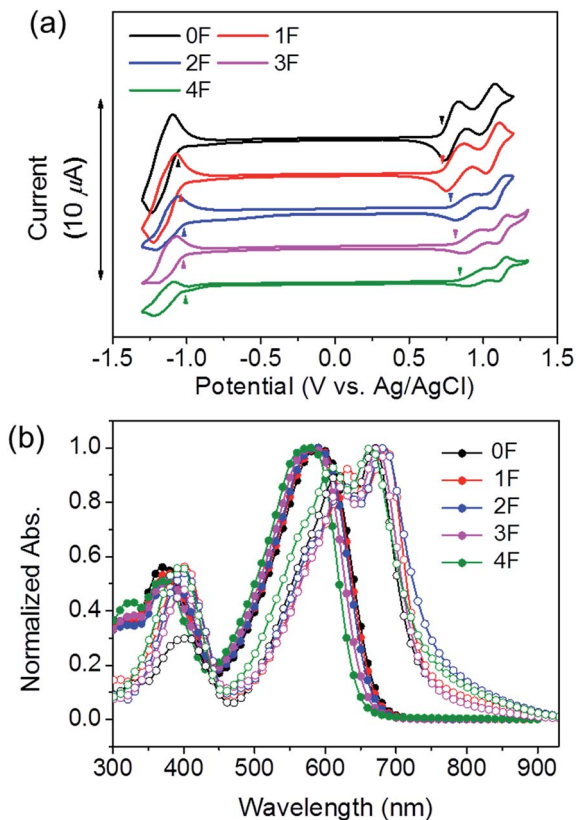 (a)
0F 1F
2F 3F
4F
Current
(10 μA)
-1.5 -1.0 -0.5 0.0 0.5 1.0 1.5
Potential (V vs. Ag/AgCl)
(b)
1.0
0.8
0.6
0.4
0.2
0.0
Normalized Abs.
0F
1F
2F
3F
4F
300 400 500 600 700 800 900
Wavelength (nm)